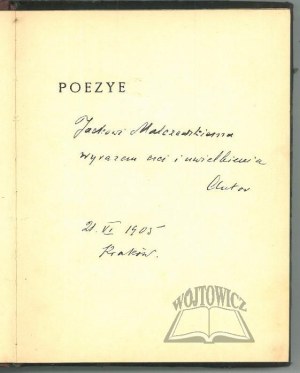 POEZYE
Jackowi Malczewskiemu
wyrazem czci i uwielbienia
Autor
21. VI. 1905
Kraków.
WÓJTOWICZ